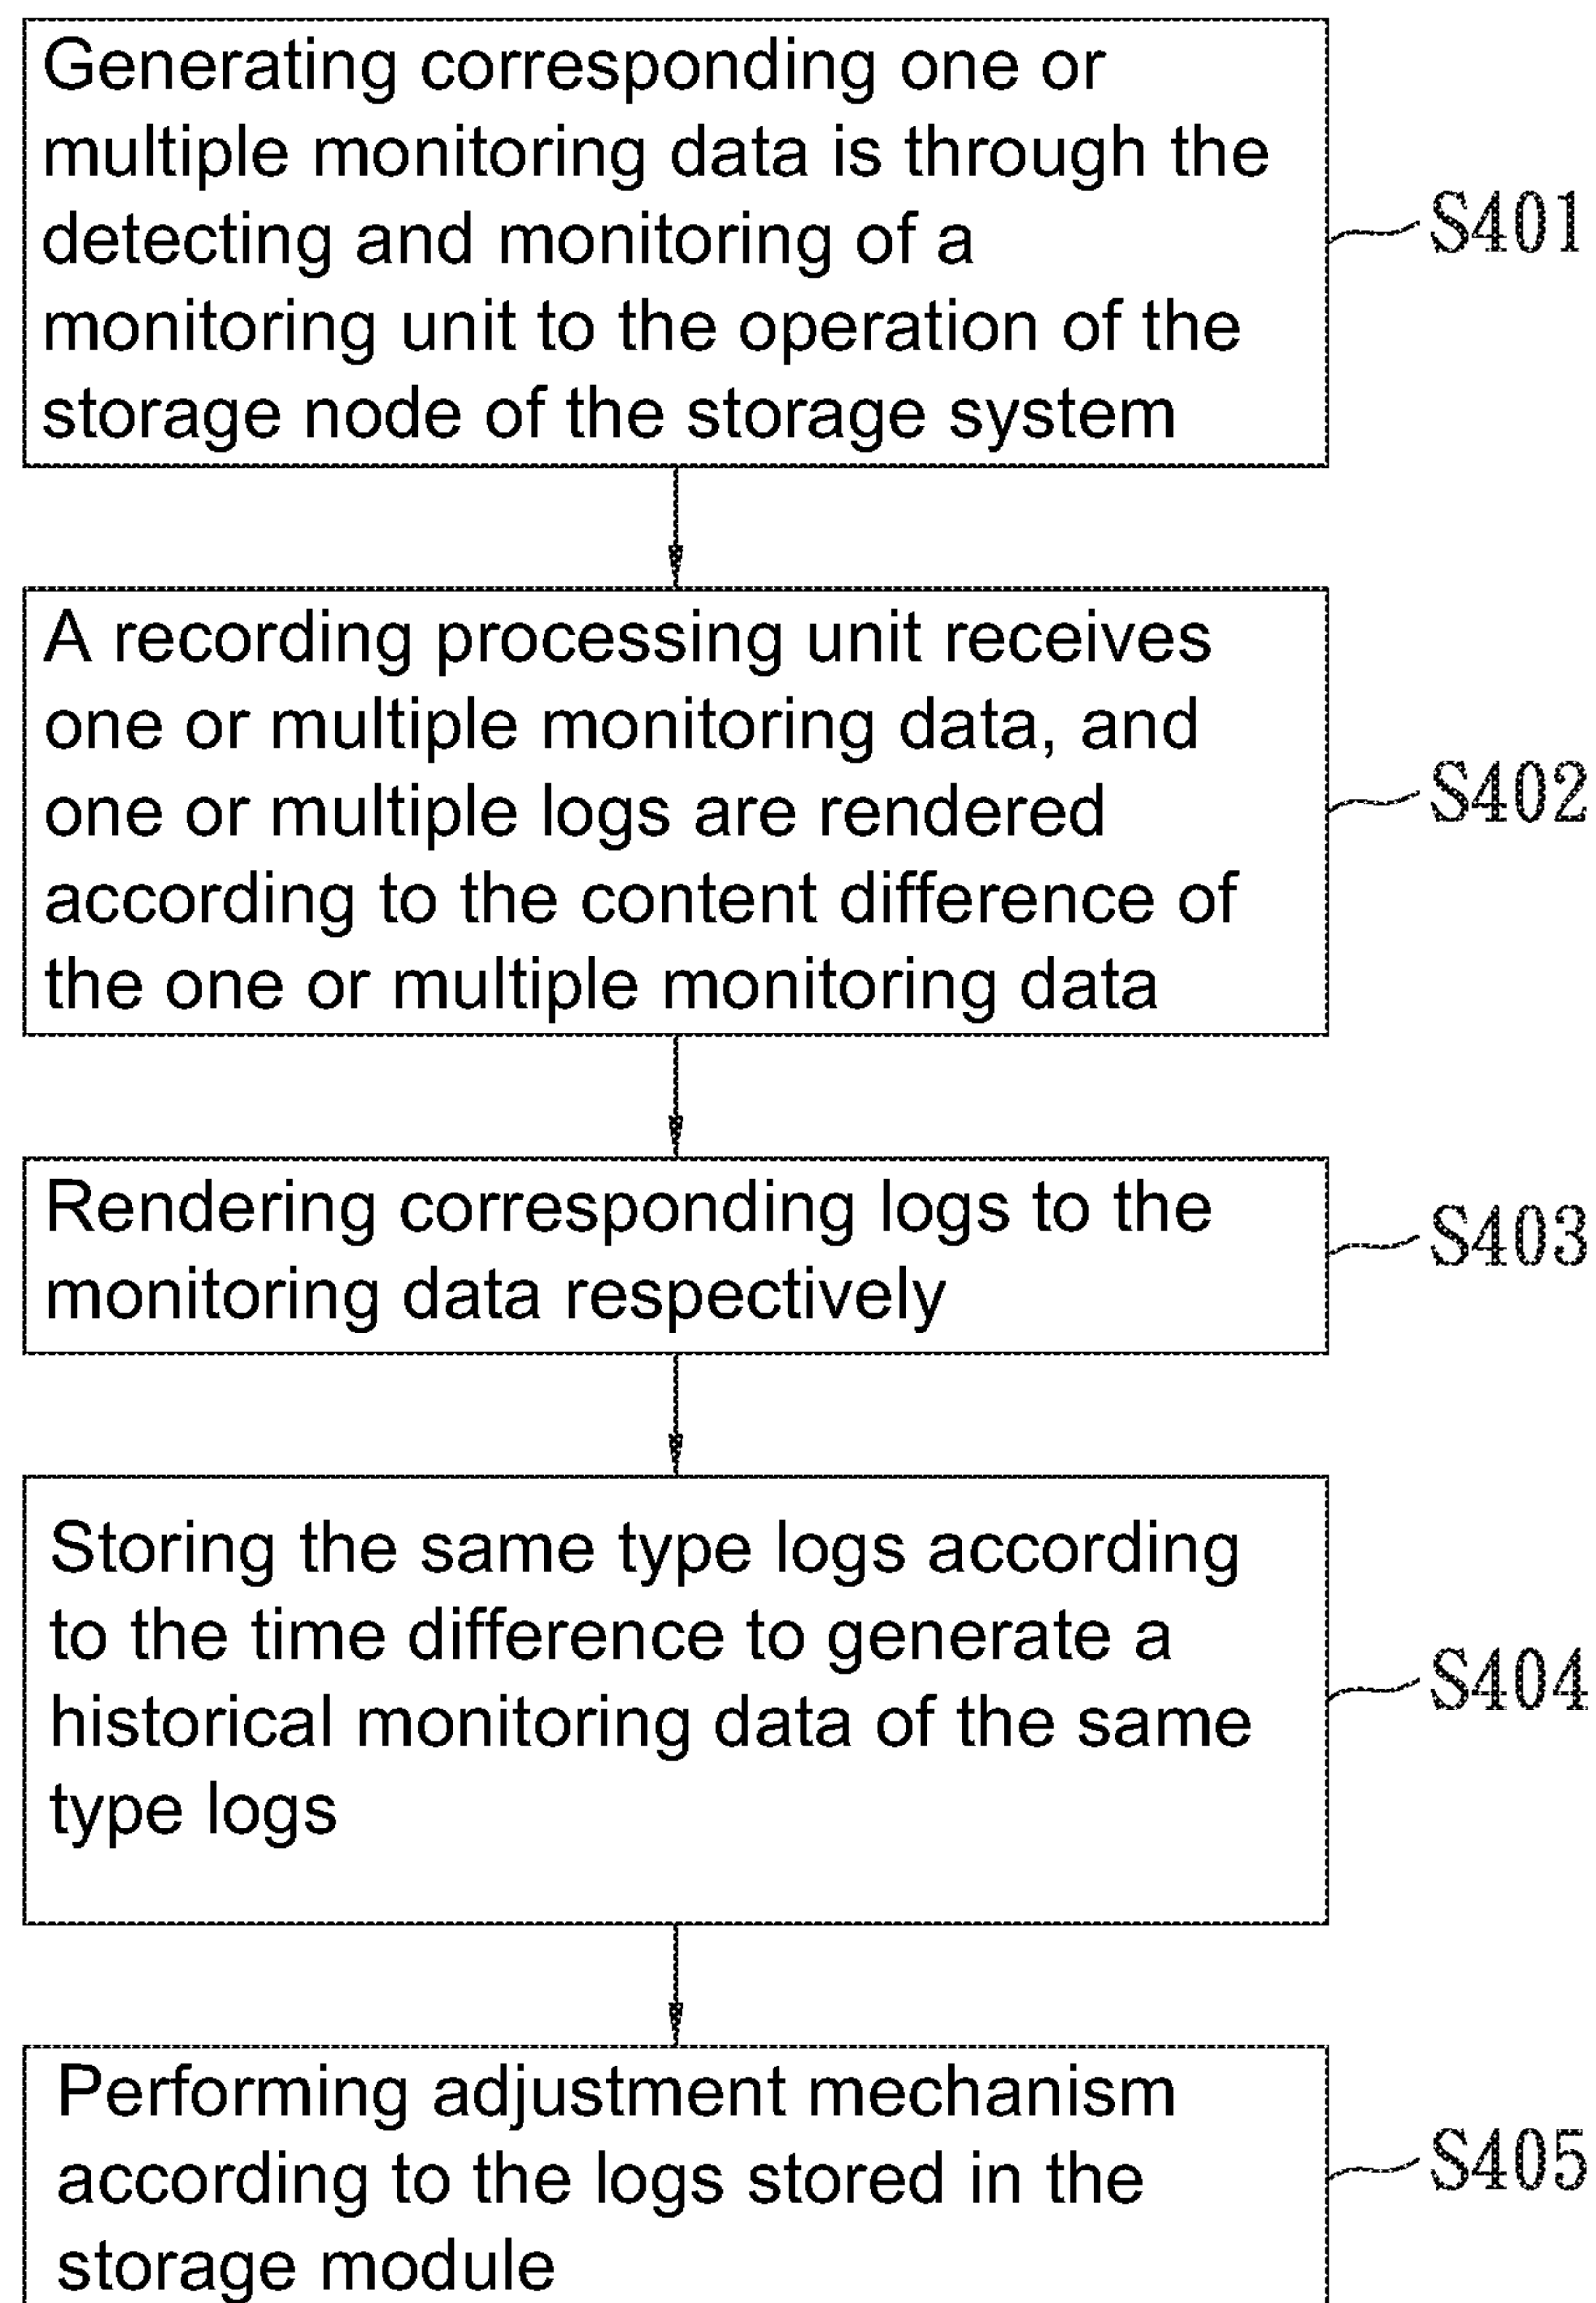 Generating corresponding one or
multiple monitoring data is through the
detecting and monitoring of a
monitoring unit to the operation of the
storage node of the storage system
S401
A recording processing unit receives
one or multiple monitoring data, and
one or multiple logs are rendered
according to the content difference of
the one or multiple monitoring data
S402
Rendering corresponding logs to the
monitoring data respectively
S403
Storing the same type logs according
to the time difference to generate a
historical monitoring data of the same
type logs
S404
Performing adjustment mechanism
according to the logs stored in the
storage module
S405